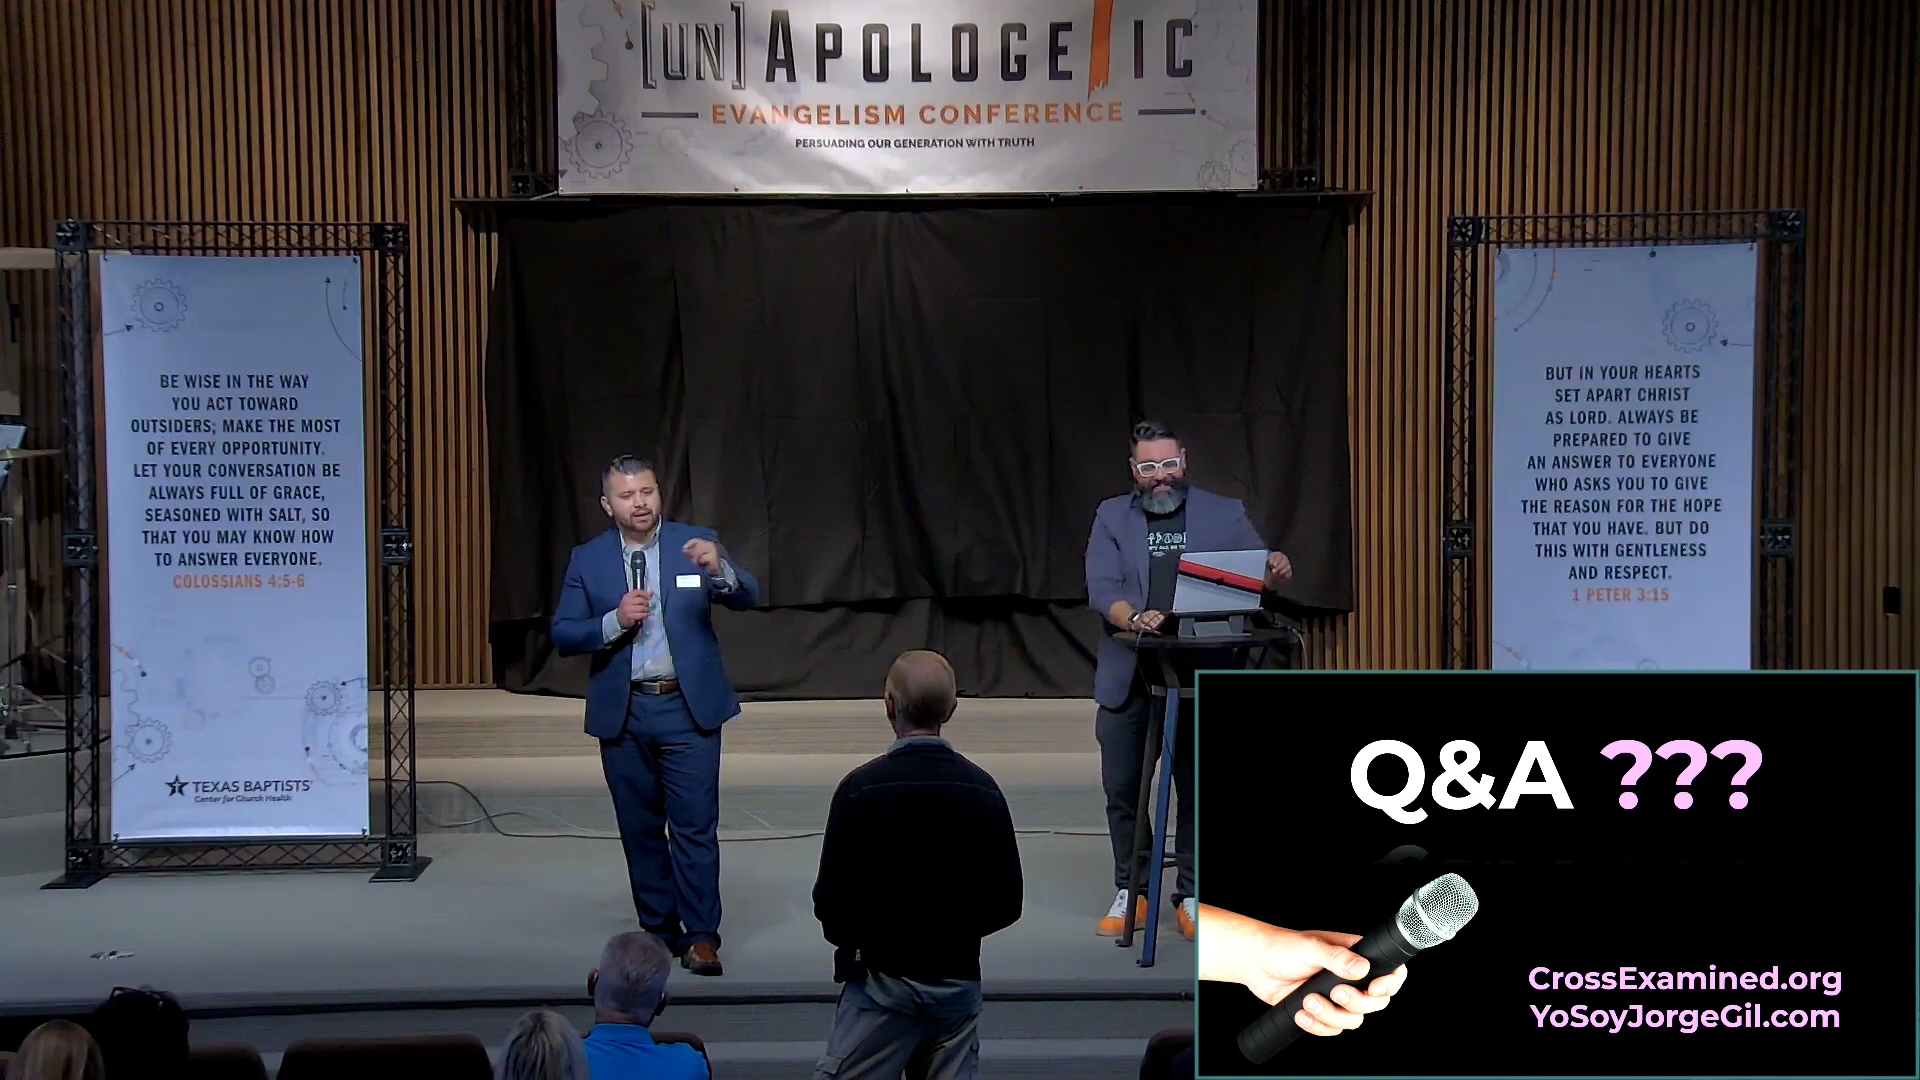 [UN]APOLOGETIC
EVANGELISM CONFERENCE
PERSUADING OUR GENERATION WITH TRUTH
BE WISE IN THE WAY
YOU ACT TOWARD
OUTSIDERS; MAKE THE MOST
OF EVERY OPPORTUNITY.
LET YOUR CONVERSATION BE
ALWAYS FULL OF GRACE,
SEASONED WITH SALT, SO
THAT YOU MAY KNOW HOW
TO ANSWER EVERYONE.
COLOSSIANS 4:5-6
TEXAS BAPTISTS
Center for Church Health
BUT IN YOUR HEARTS
SET APART CHRIST
AS LORD. ALWAYS BE
PREPARED TO GIVE
AN ANSWER TO EVERYONE
WHO ASKS YOU TO GIVE
THE REASON FOR THE HOPE
THAT YOU HAVE. BUT DO
THIS WITH GENTLENESS
AND RESPECT.
1 PETER 3:15
Q&A ???
CrossExamined.org
YoSoyJorgeGil.com